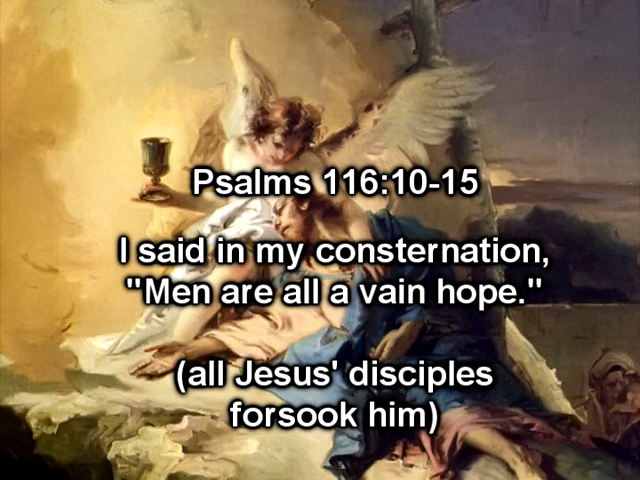 Psalms 116:10-15
I said in my consternation,
"Men are all a vain hope."
(all Jesus' disciples
forsook him)